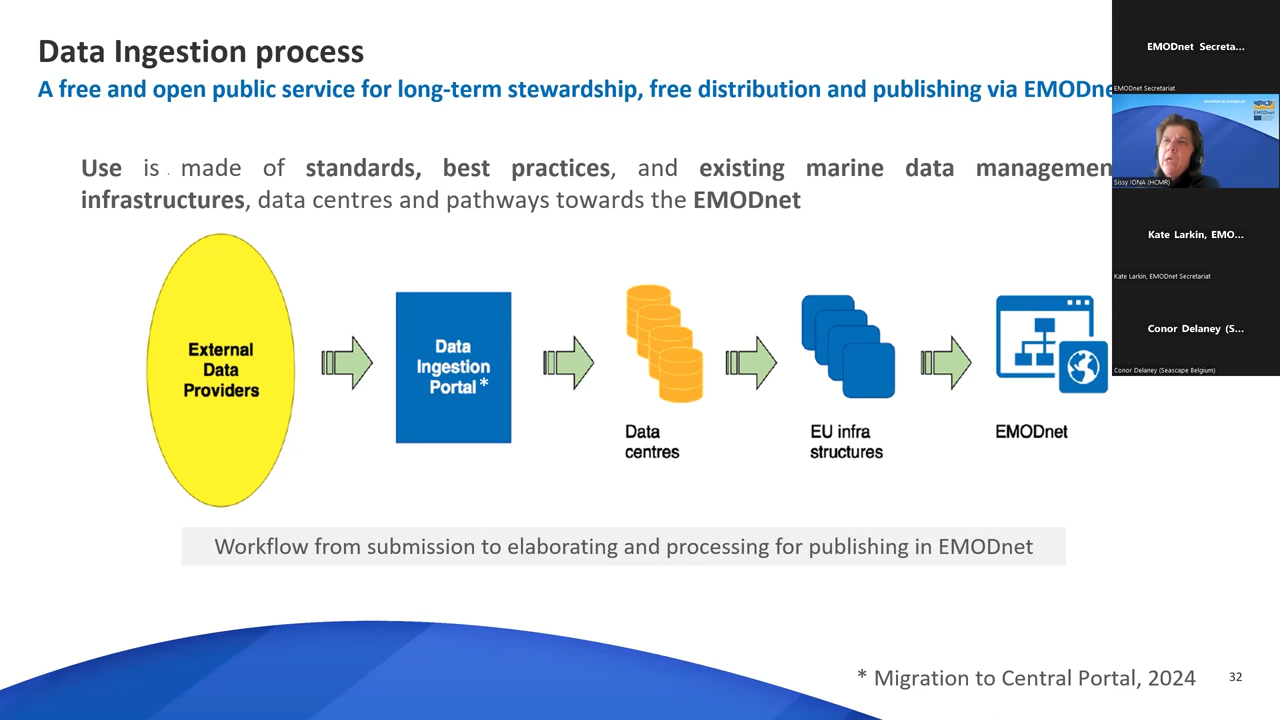 Data Ingestion process
A free and open public service for long-term stewardship, free distribution and publishing via EMODne
Use is made of standards, best practices, and existing marine data managemen
infrastructures, data centres and pathways towards the EMODnet
External
Data
Providers
Data
Ingestion
Portal*
Data
centres
EU infra
structures
EMODnet
Workflow from submission to elaborating and processing for publishing in EMODnet
* Migration to Central Portal, 2024
32
EMODnet Secreta...
EMODnet Secretariat
EMODnet
Sissy IONA (HCMR)
Kate Larkin, EMO...
Kate Larkin, EMODnet Secretariat
Conor Delaney (S...
Conor Delaney (Seascape Belgium)